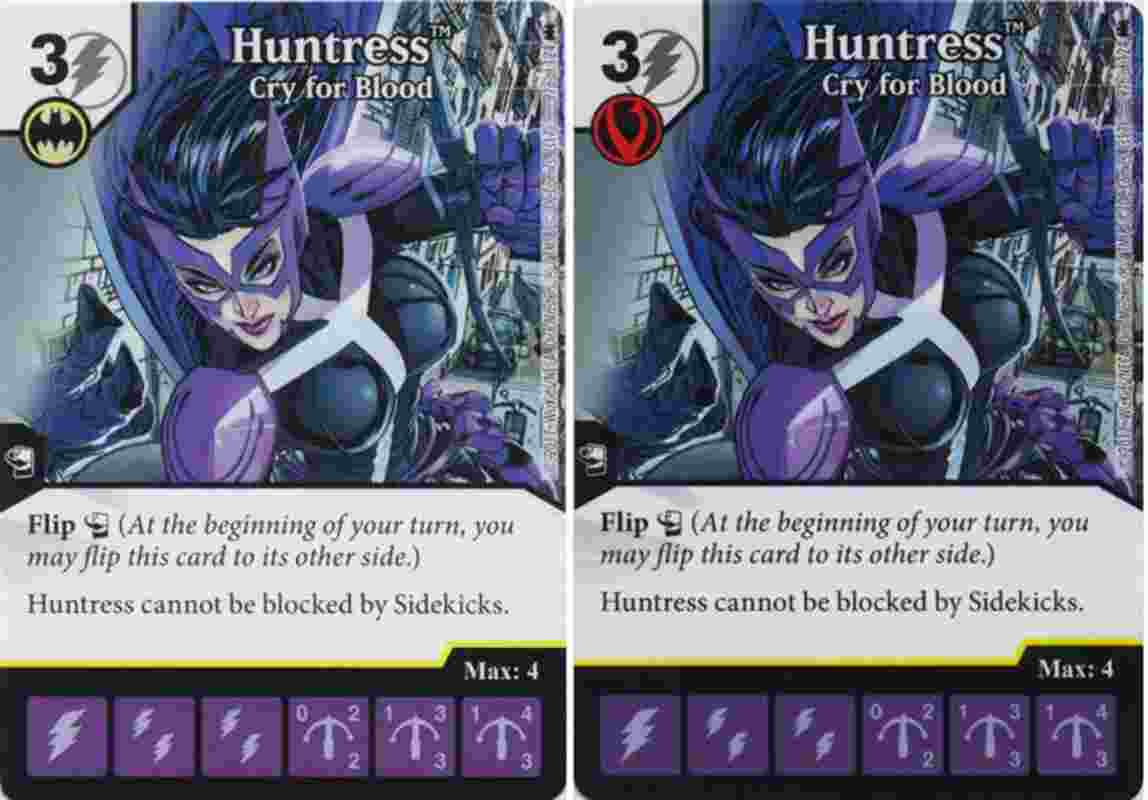 3
Huntress™
Cry for Blood
Flip (At the beginning of your turn, you
may flip this card to its other side.)
Huntress cannot be blocked by Sidekicks.
Max: 4
0 2
2
1 3
3
1 4
3
3
Huntress™
Cry for Blood
Flip (At the beginning of your turn, you
may flip this card to its other side.)
Huntress cannot be blocked by Sidekicks.
Max: 4
0 2
2
1 3
3
1 4
3